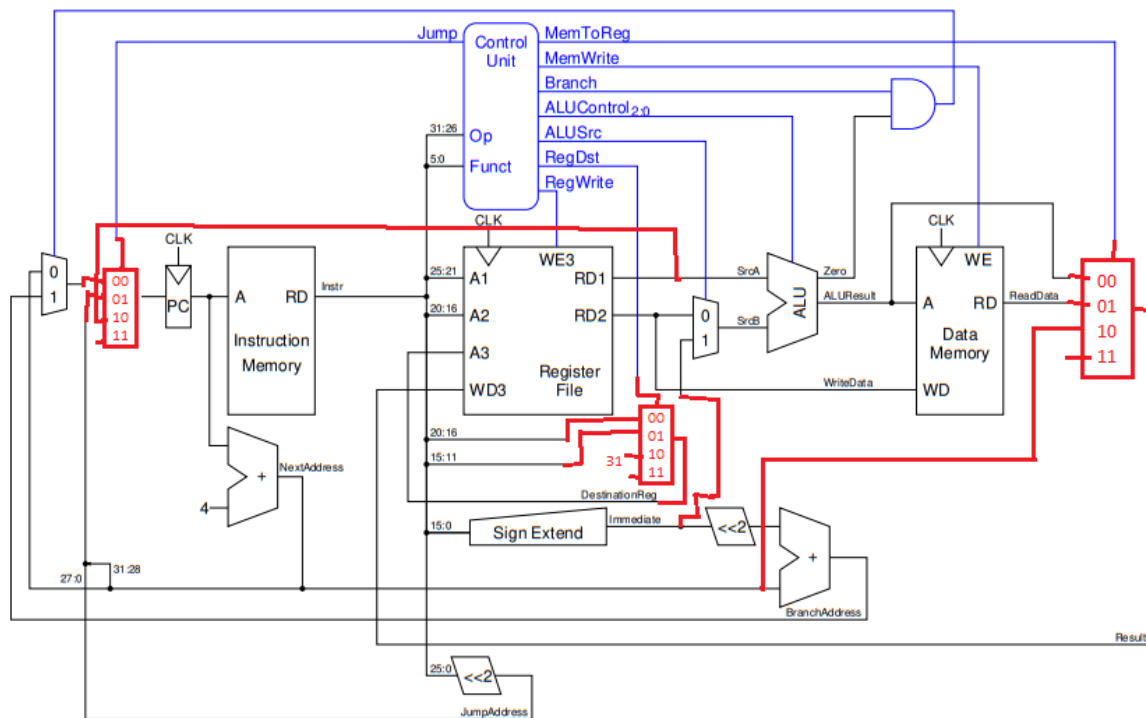 Jump
Control
Unit
MemToReg
MemWrite
Branch
ALUControl2:0
ALUSrc
RegDst
RegWrite
31:26
Op
5:0
Funct
CLK
CLK
CLK
0
1
00
01
10
11
PC
A
RD
Instruction
Memory
Instr
25:21
20:16
A1
A2
A3
WD3
WE3
RD1
RD2
Register
File
0
1
SrcA
SrcB
ALU
Zero
ALUResult
WriteData
WE
A
RD
Data
Memory
WD
ReadData
00
01
10
11
20:16
15:11
00
01
10
11
31
DestinationReg
NextAddress
+
4
15:0
Sign Extend
Immediate
<<2
+
BranchAddress
31:28
27:0
Result
25:0
<<2
JumpAddress